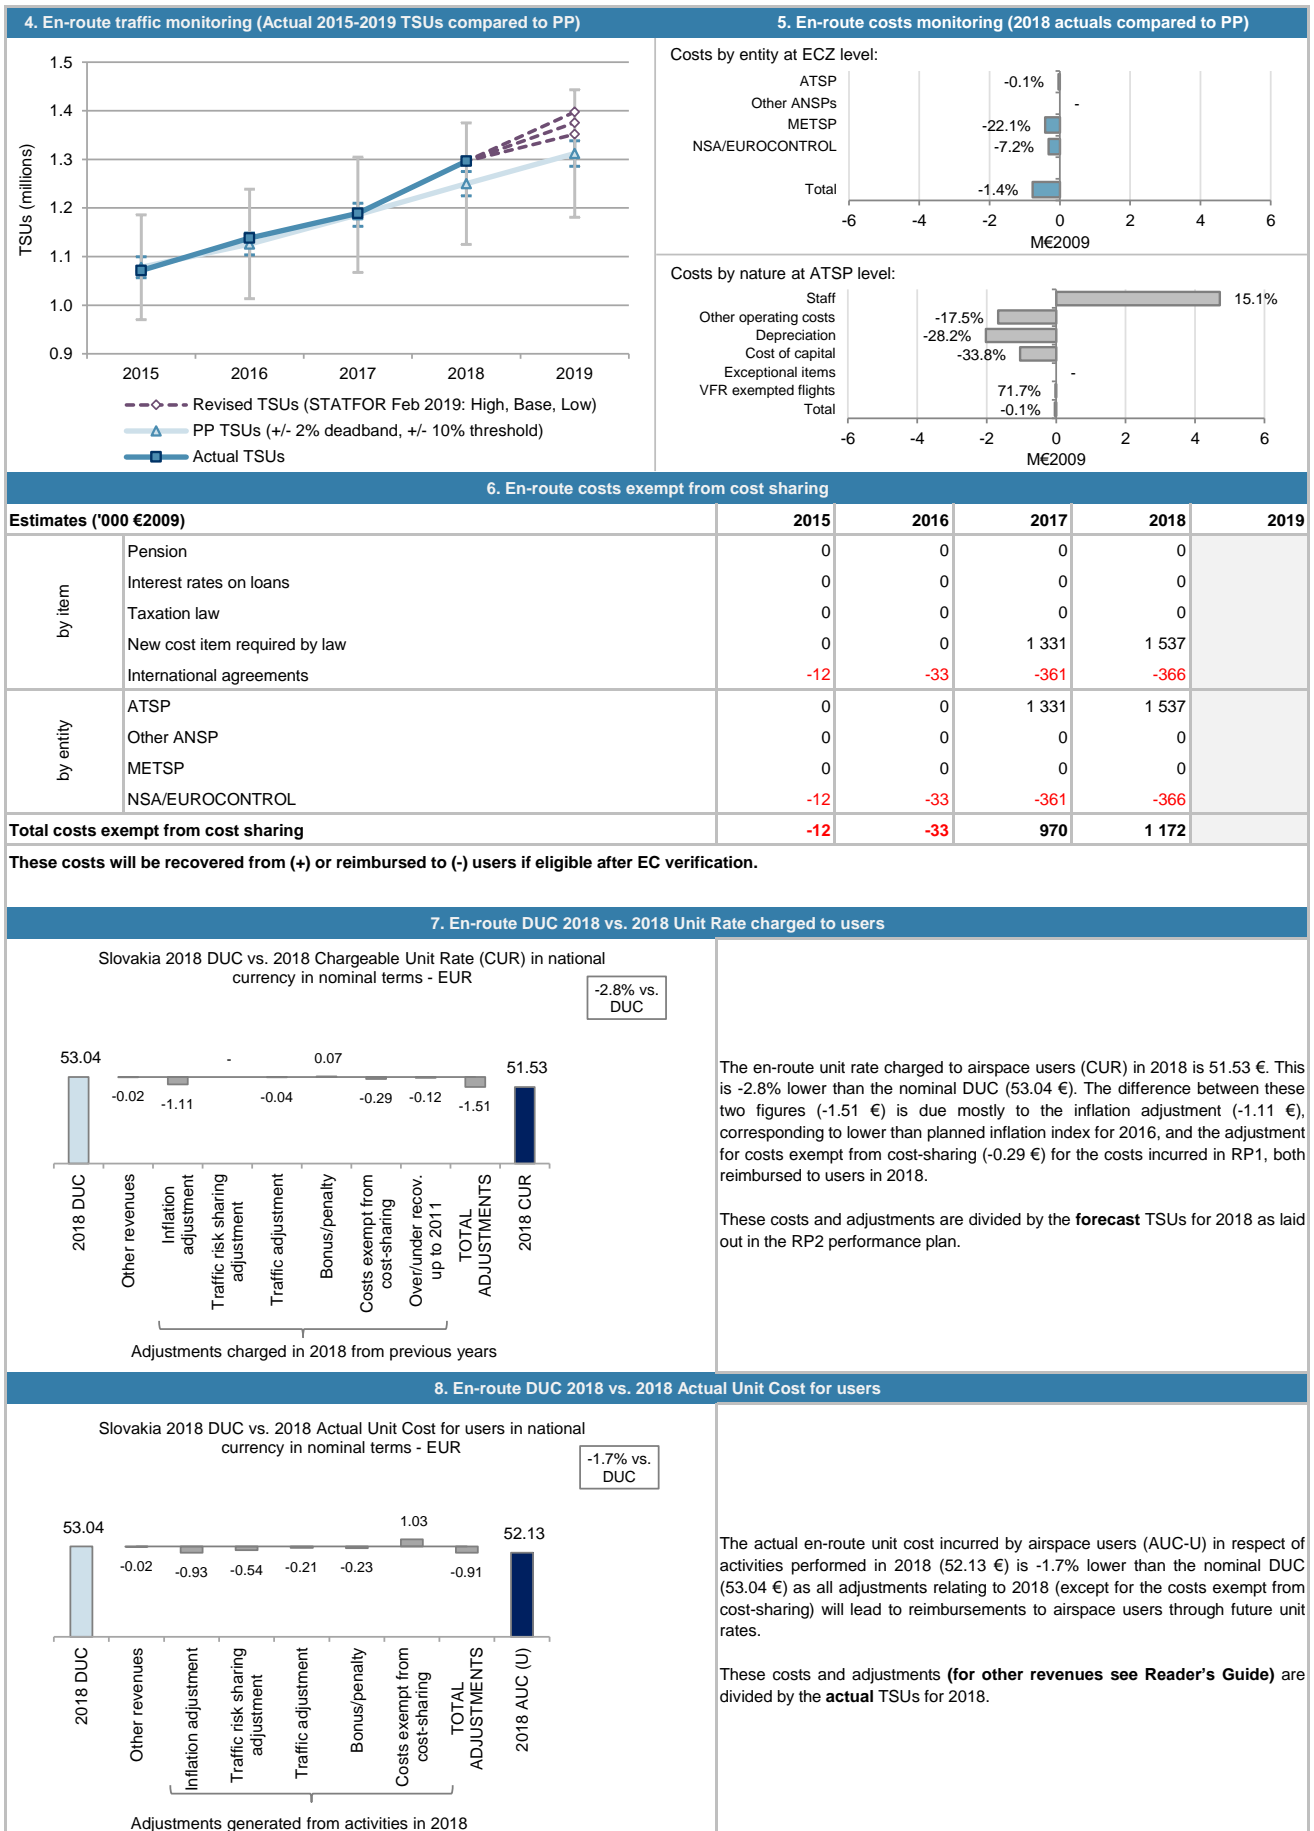 4. En-route traffic monitoring (Actual 2015-2019 TSUs compared to PP)
5. En-route costs monitoring (2018 actuals compared to PP)
TSUs (millions)
1.5
1.4
1.3
1.2
1.1
1.0
0.9
2015 2016 2017 2018 2019
Revised TSUs (STATFOR Feb 2019: High, Base, Low)
PP TSUs (+/- 2% deadband, +/- 10% threshold)
Actual TSUs
Costs by entity at ECZ level:
ATSP -0.1%
Other ANSPs -
METSP -22.1%
NSA/EUROCONTROL -7.2%
Total -1.4%
-6 -4 -2 0 2 4 6
M€2009
Costs by nature at ATSP level:
Staff 15.1%
Other operating costs -17.5%
Depreciation -28.2%
Cost of capital -33.8%
Exceptional items -
VFR exempted flights 71.7%
Total -0.1%
-6 -4 -2 0 2 4 6
M€2009
6. En-route costs exempt from cost sharing
Estimates ('000 €2009) 2015 2016 2017 2018 2019
by item
Pension 0 0 0 0
Interest rates on loans 0 0 0 0
Taxation law 0 0 0 0
New cost item required by law 0 0 1 331 1 537
International agreements -12 -33 -361 -366
by entity
ATSP 0 0 1 331 1 537
Other ANSP 0 0 0 0
METSP 0 0 0 0
NSA/EUROCONTROL -12 -33 -361 -366
Total costs exempt from cost sharing -12 -33 970 1 172
These costs will be recovered from (+) or reimbursed to (-) users if eligible after EC verification.
7. En-route DUC 2018 vs. 2018 Unit Rate charged to users
Slovakia 2018 DUC vs. 2018 Chargeable Unit Rate (CUR) in national
currency in nominal terms - EUR
-2.8% vs.
DUC
53.04 -0.02 -1.11 - -0.04 0.07 -0.29 -0.12 -1.51 51.53
2018 DUC
Other revenues
Inflation
adjustment
Traffic risk sharing
adjustment
Traffic adjustment
Bonus/penalty
Costs exempt from
cost-sharing
Over/under recov.
up to 2011
TOTAL
ADJUSTMENTS
2018 CUR
Adjustments charged in 2018 from previous years
The en-route unit rate charged to airspace users (CUR) in 2018 is 51.53 €. This
is -2.8% lower than the nominal DUC (53.04 €). The difference between these
two figures (-1.51 €) is due mostly to the inflation adjustment (-1.11 €),
corresponding to lower than planned inflation index for 2016, and the adjustment
for costs exempt from cost-sharing (-0.29 €) for the costs incurred in RP1, both
reimbursed to users in 2018.
These costs and adjustments are divided by the forecast TSUs for 2018 as laid
out in the RP2 performance plan.
8. En-route DUC 2018 vs. 2018 Actual Unit Cost for users
Slovakia 2018 DUC vs. 2018 Actual Unit Cost for users in national
currency in nominal terms - EUR
-1.7% vs.
DUC
53.04 -0.02 -0.93 -0.54 -0.21 -0.23 1.03 -0.91 52.13
2018 DUC
Other revenues
Inflation adjustment
Traffic risk sharing
adjustment
Traffic adjustment
Bonus/penalty
Costs exempt from
cost-sharing
TOTAL
ADJUSTMENTS
2018 AUC (U)
Adjustments generated from activities in 2018
The actual en-route unit cost incurred by airspace users (AUC-U) in respect of
activities performed in 2018 (52.13 €) is -1.7% lower than the nominal DUC
(53.04 €) as all adjustments relating to 2018 (except for the costs exempt from
cost-sharing) will lead to reimbursements to airspace users through future unit
rates.
These costs and adjustments (for other revenues see Reader's Guide) are
divided by the actual TSUs for 2018.